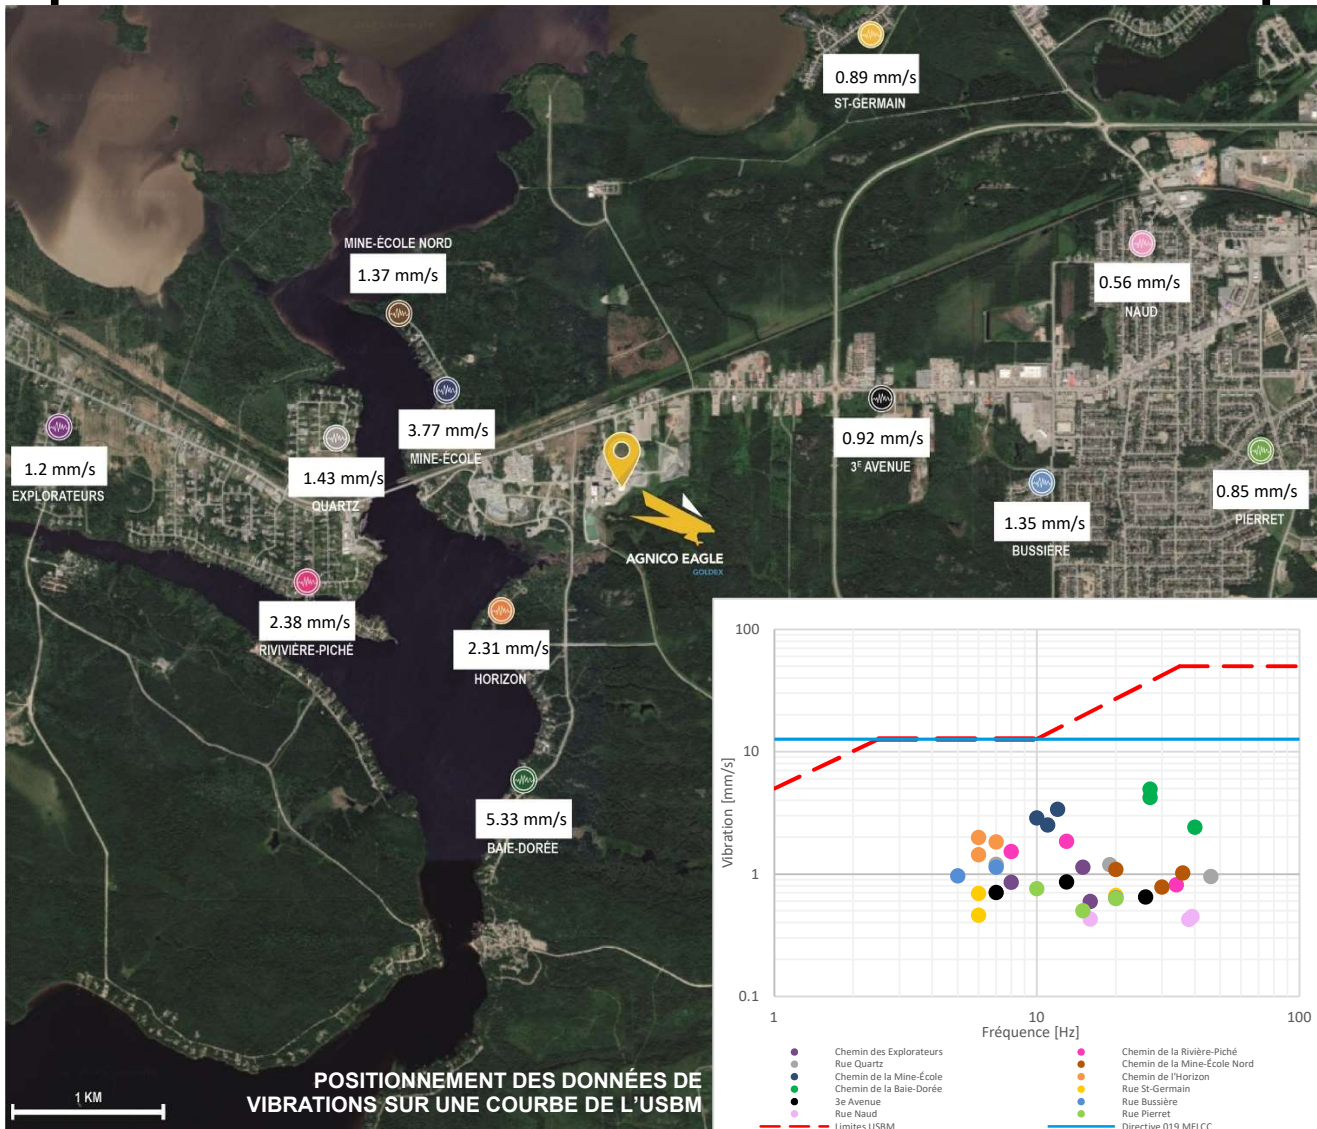 0.89 mm/s
ST-GERMAIN
MINE-ÉCOLE NORD
1.37 mm/s
0.56 mm/s
NAUD
3.77 mm/s
MINE-ÉCOLE
1.2 mm/s
EXPLORATEURS
1.43 mm/s
QUARTZ
0.92 mm/s
3E AVENUE
0.85 mm/s
PIERRET
1.35 mm/s
BUSSIÈRE
AGNICO EAGLE
GOLDEX
2.38 mm/s
RIVIVIÈRE-PICHÉ
2.31 mm/s
HORIZON
5.33 mm/s
BAIE-DORÉE
1 KM
POSITIONNEMENT DES DONNÉES DE
VIBRATIONS SUR UNE COURBE DE L'USBM
100
10
1
0.1
Vibration [mm/s]
1
10
100
Fréquence [Hz]
Chemin des Explorateurs
Chemin de la Rivière-Piché
Rue Quartz
Chemin de la Mine-École Nord
Chemin de la Mine-École
Chemin de l'Horizon
Chemin de la Baie-Dorée
Rue St-Germain
3e Avenue
Rue Bussière
Rue Naud
Rue Pierret
Limites USBM
Directive 019 MELCC